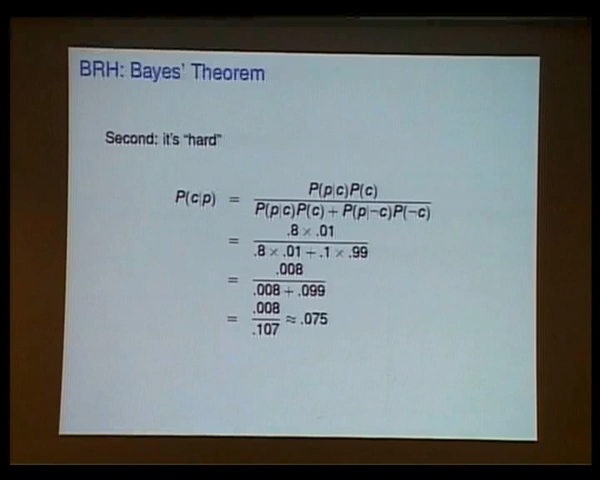 BRH: Bayes' Theorem
Second: it's "hard"
P(c|p) = P(p|c)P(c) / P(p|c)P(c) + P(p|¬c)P(¬c)
= .8 × .01 / .8 × .01 + .1 × .99
= .008 / .008 + .099
= .008 / .107 ≈ .075